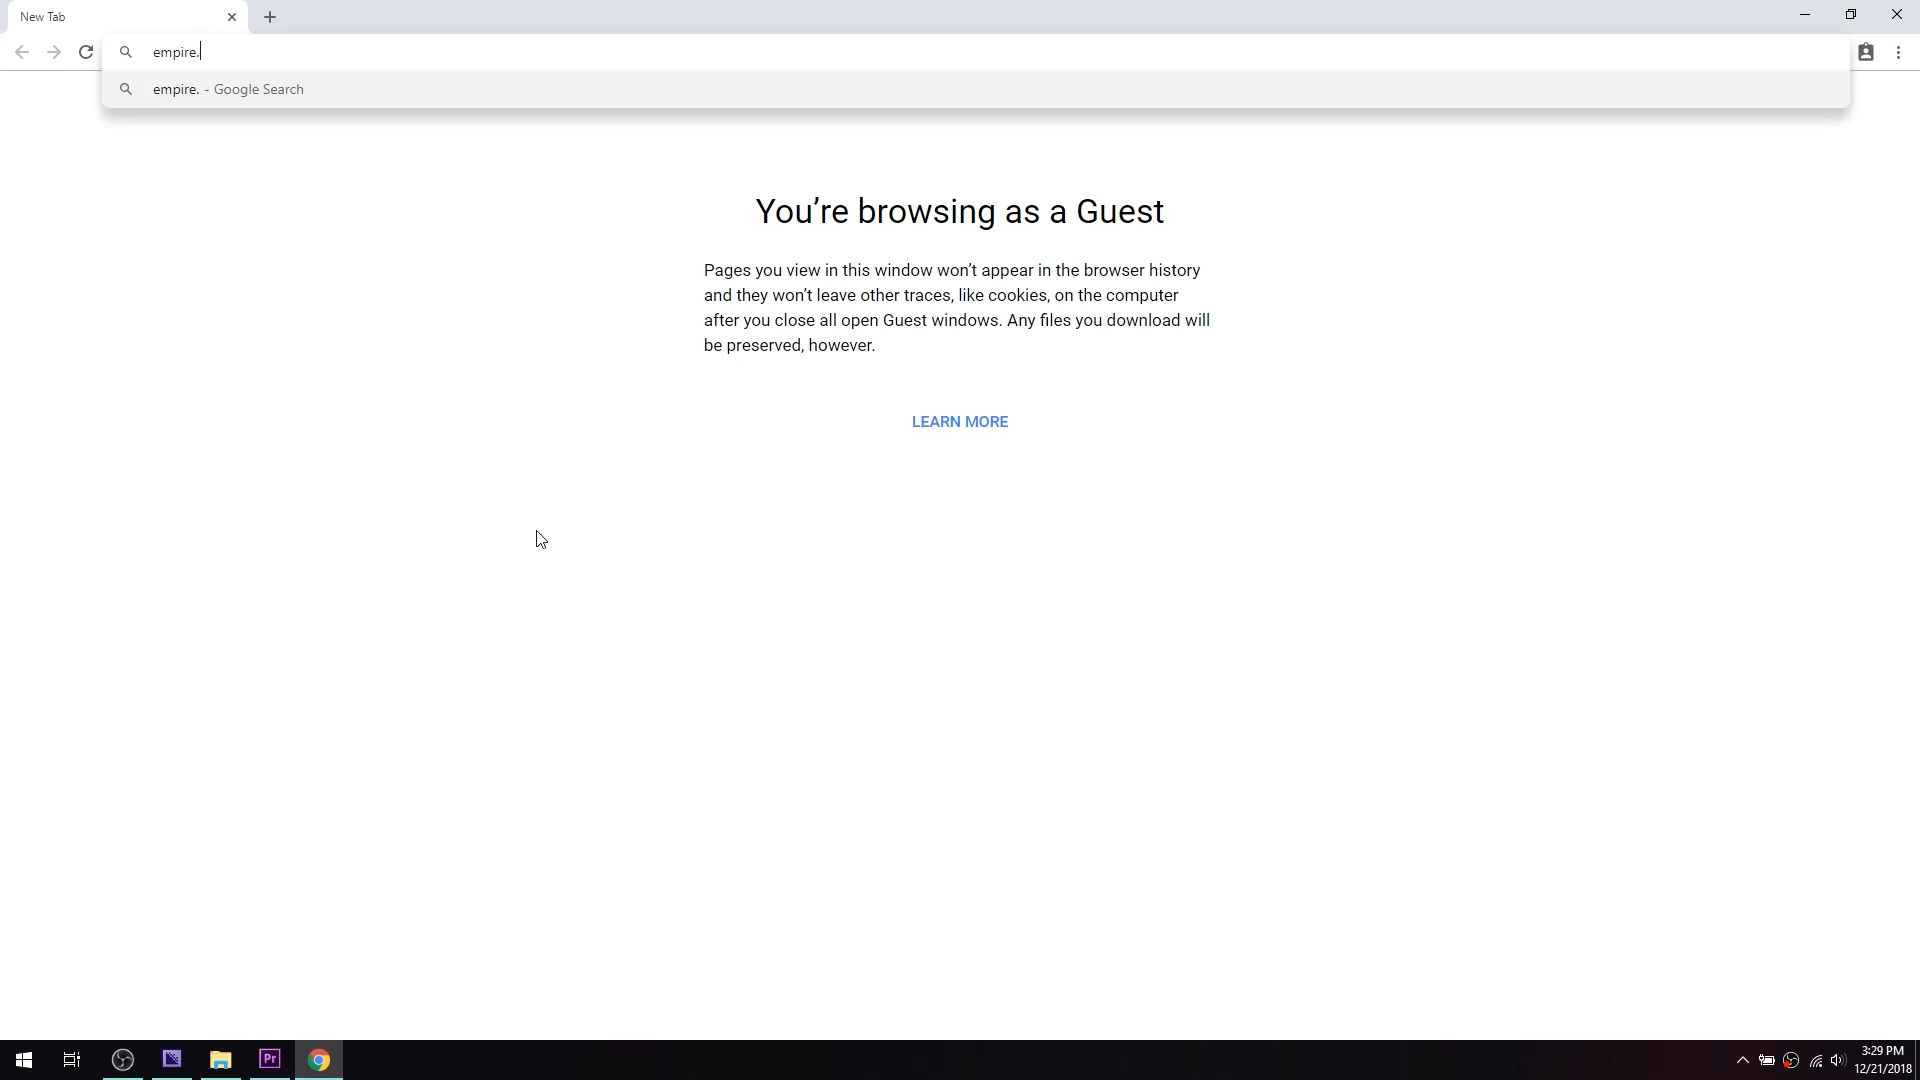 New Tab
empire.
empire. - Google Search
You’re browsing as a Guest
Pages you view in this window won’t appear in the browser history
and they won’t leave other traces, like cookies, on the computer
after you close all open Guest windows. Any files you download will
be preserved, however.
LEARN MORE
Pr
3:29 PM
12/21/2018